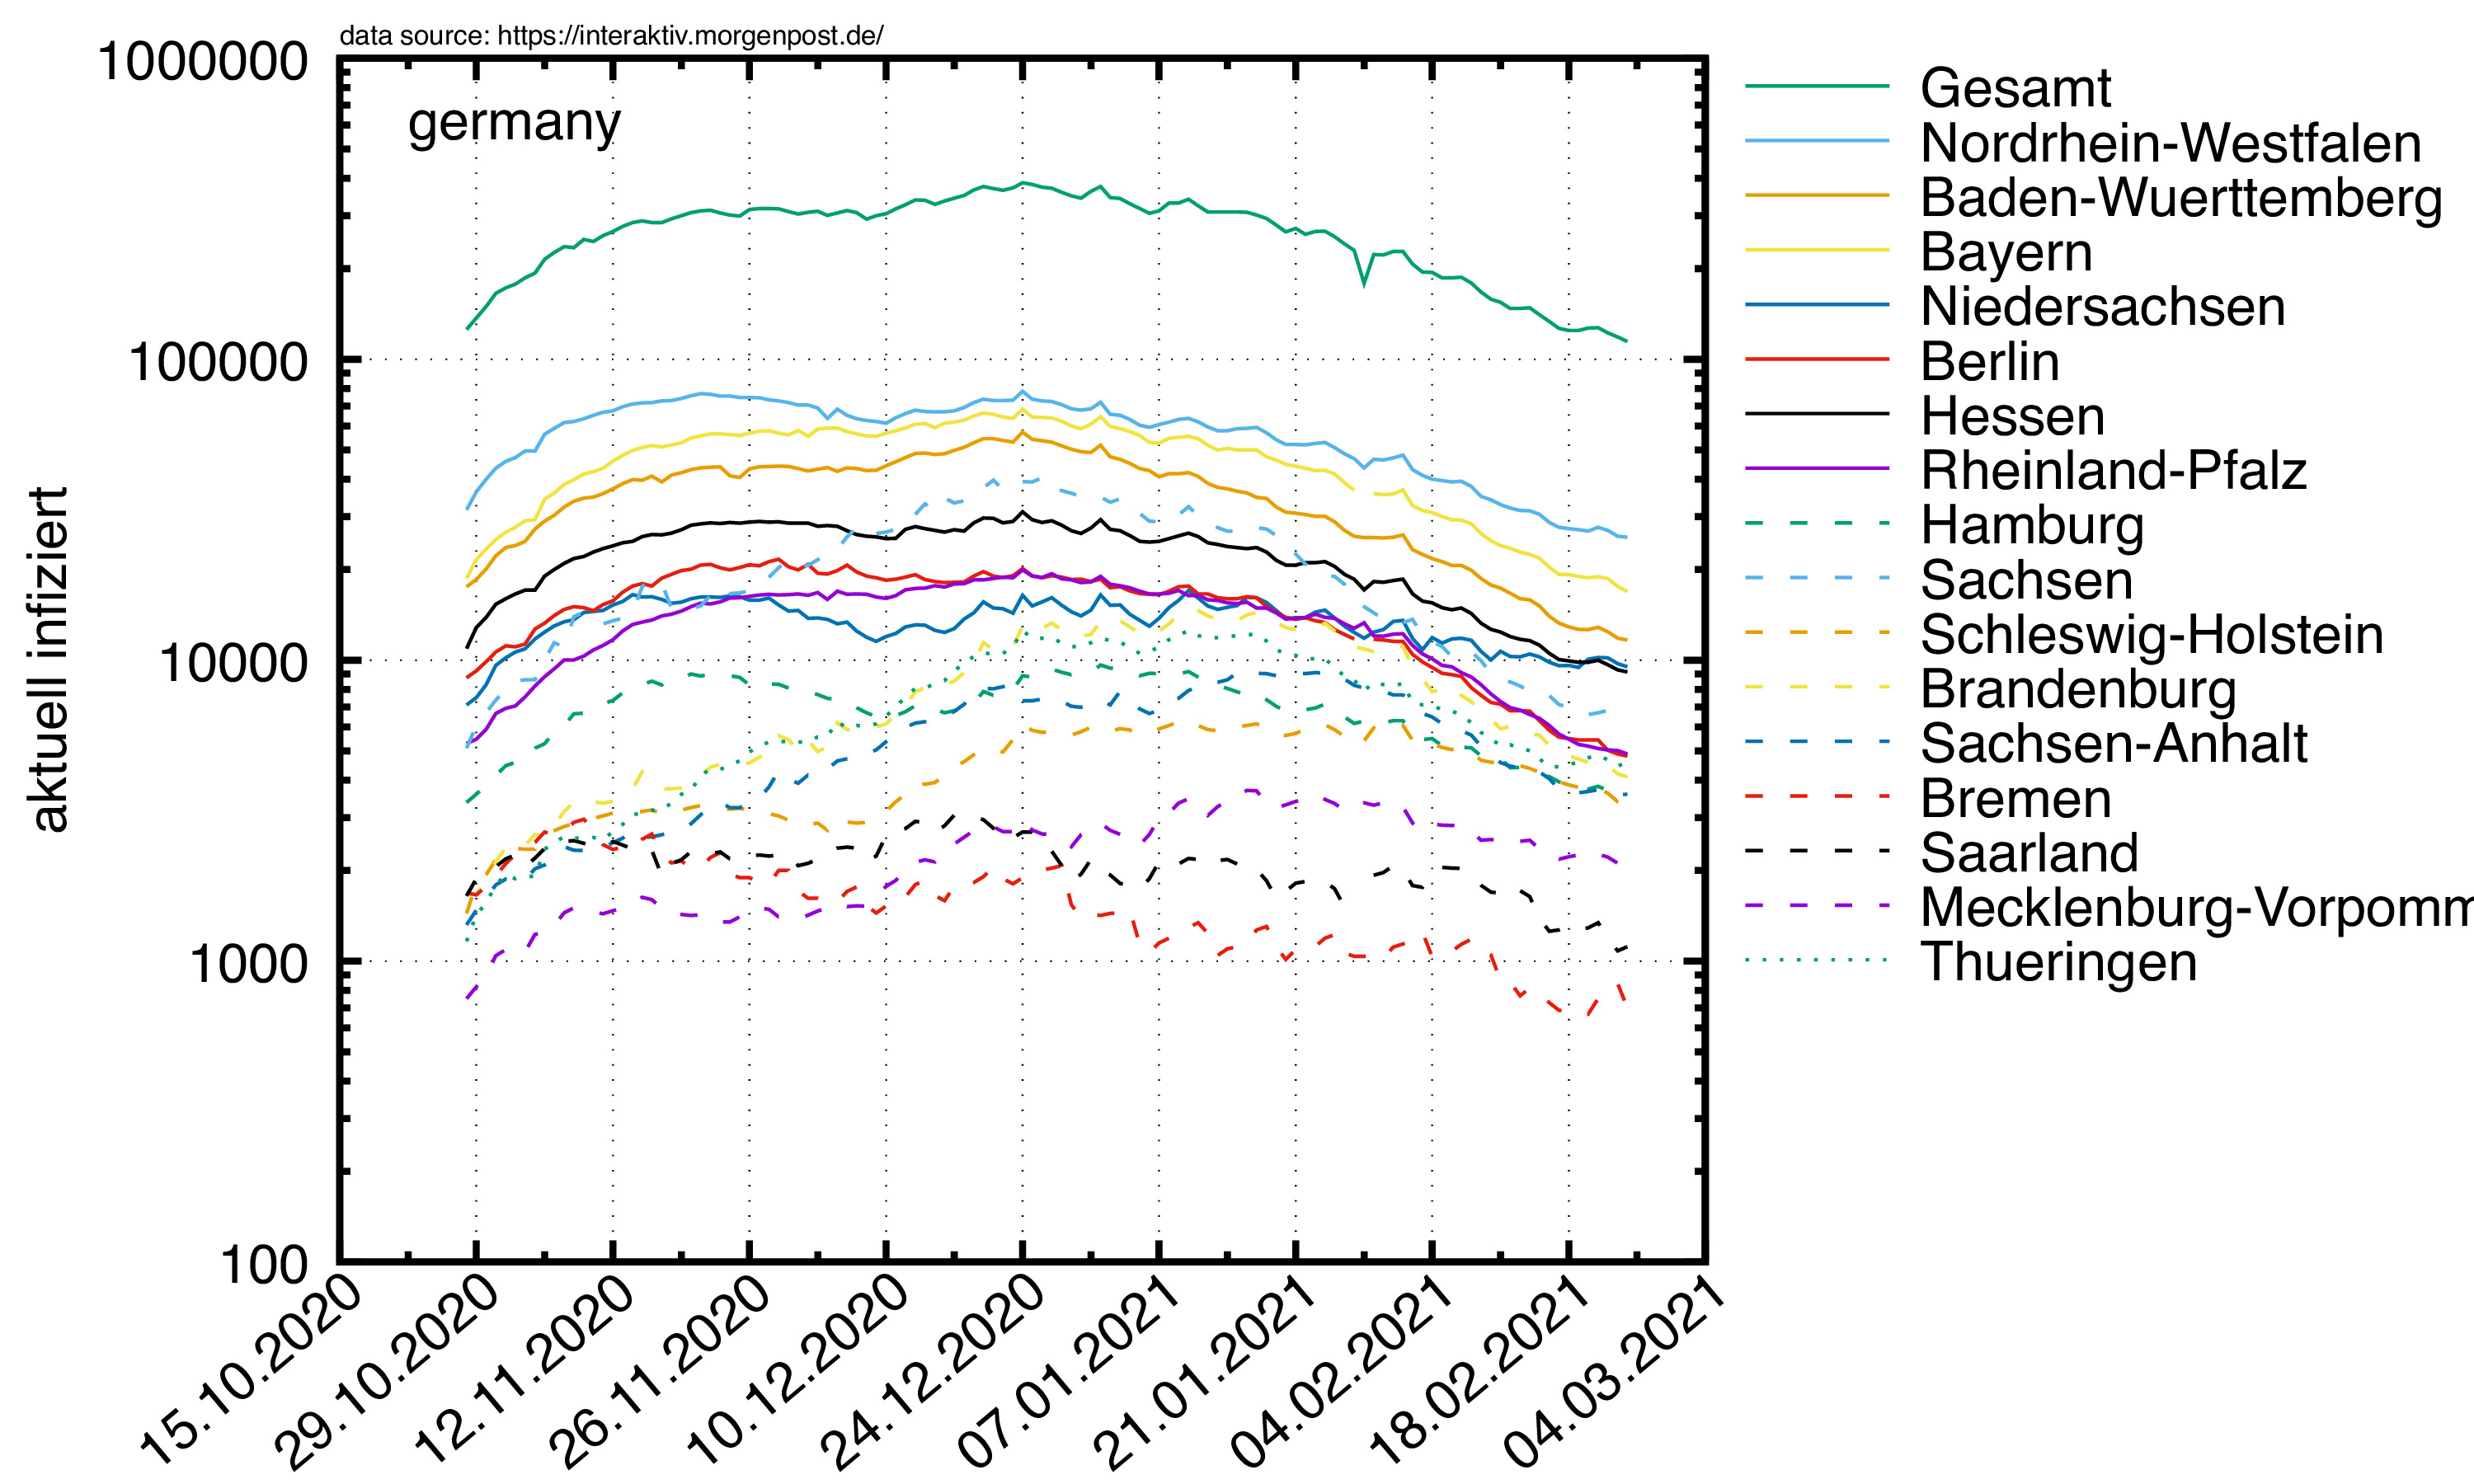 data source: https://interaktiv.morgenpost.de/
germany
aktuell infiziert
1000000
100000
10000
1000
100
15.10.2020
29.10.2020
12.11.2020
26.11.2020
10.12.2020
24.12.2020
07.01.2021
21.01.2021
04.02.2021
18.02.2021
04.03.2021
Gesamt
Nordrhein-Westfalen
Baden-Wuerttemberg
Bayern
Niedersachsen
Berlin
Hessen
Rheinland-Pfalz
Hamburg
Sachsen
Schleswig-Holstein
Brandenburg
Sachsen-Anhalt
Bremen
Saarland
Mecklenburg-Vorpomm
Thueringen